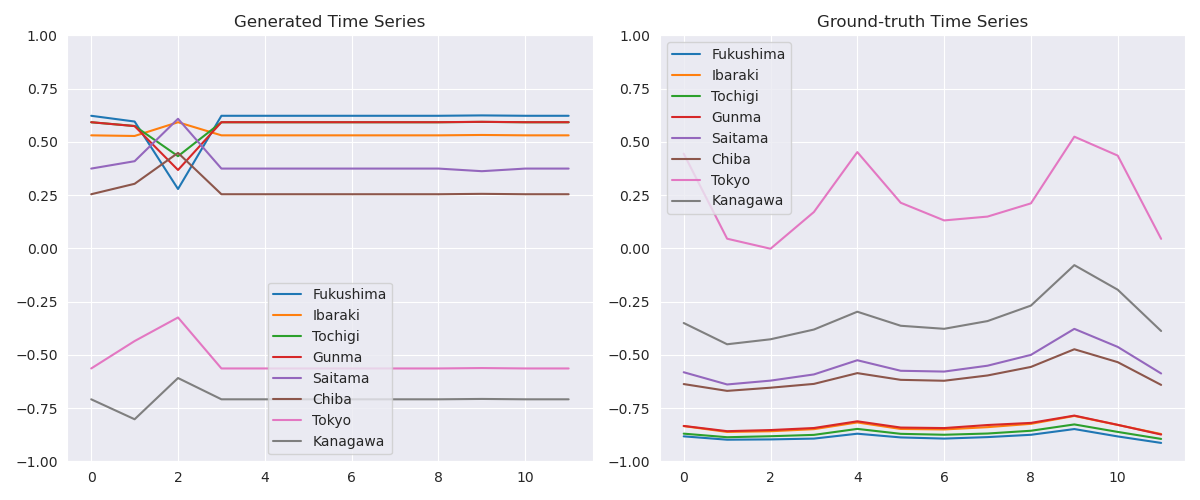 Generated Time Series
1.00
0.75
0.50
0.25
0.00
−0.25
−0.50
−0.75
−1.00
0 2 4 6 8 10
Fukushima
Ibaraki
Tochigi
Gunma
Saitama
Chiba
Tokyo
Kanagawa
Ground-truth Time Series
1.00
0.75
0.50
0.25
0.00
−0.25
−0.50
−0.75
−1.00
0 2 4 6 8 10
Fukushima
Ibaraki
Tochigi
Gunma
Saitama
Chiba
Tokyo
Kanagawa